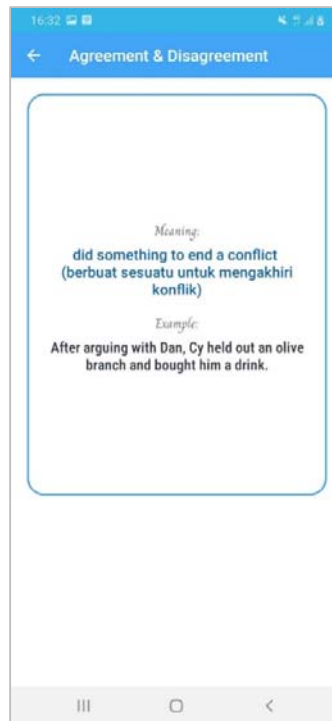 16:32
Agreement & Disagreement
Meaning:
did something to end a conflict
(berbuat sesuatu untuk mengakhiri
konflik)
Example:
After arguing with Dan, Cy held out an olive
branch and bought him a drink.